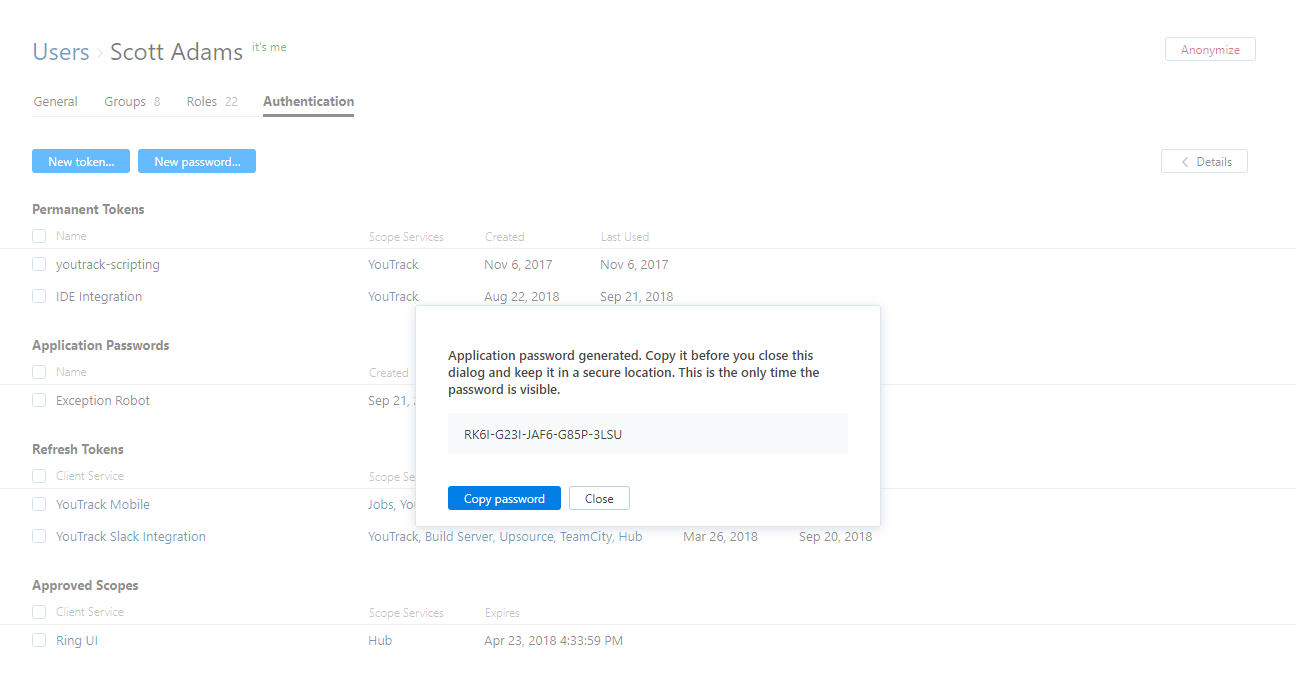 Users › Scott Adams it's me
Anonymize
General Groups 8 Roles 22 Authentication
New token... New password...
Details
Permanent Tokens
Name Scope Services Created Last Used
youtrack-scripting YouTrack Nov 6, 2017 Nov 6, 2017
IDE Integration YouTrack Aug 22, 2018 Sep 21, 2018
Application Passwords
Name Created
Exception Robot Sep 21,
Refresh Tokens
Client Service Scope Se
YouTrack Mobile Jobs, You
YouTrack Slack Integration YouTrack, Build Server, Upsource, TeamCity, Hub Mar 26, 2018 Sep 20, 2018
Approved Scopes
Client Service Scope Services Expires
Ring UI Hub Apr 23, 2018 4:33:59 PM
Application password generated. Copy it before you close this
dialog and keep it in a secure location. This is the only time the
password is visible.
RK6I-G23I-JAF6-G85P-3LSU
Copy password Close